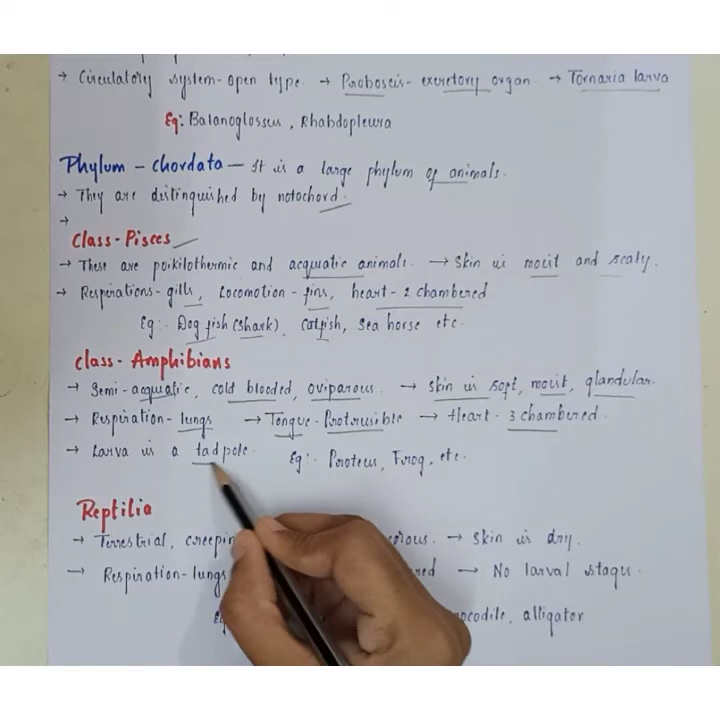 → Circulatory system-open type. → Proboscis-excretory organ → Tornaria larva
Eg: Balanoglossus, Rhabdopleura
Phylum - Chordata - It is a large phylum of animals.
→ They are distinguished by notochord.
→
Class-Pisces
→ These are poikilothermic and acquatic animals. → Skin is moist and scaly.
→ Respirations-gills, Locomotion - fins, heart-2 chambered
Eg:- Dog fish (Shark), Catfish, Sea horse etc.
Class-Amphibians
→ Semi-acquatic, cold blooded, oviparous. → Skin is soft, moist, glandular.
→ Respiration-lungs → Tongue-Protrusible → Heart-3 chambered.
→ Larva is a tadpole. Eg:- Proteus, Frog, etc.
Reptilia
→ Terrestrial, → Skin is dry.
→ Respiration-lungs → No larval stages.
alligator